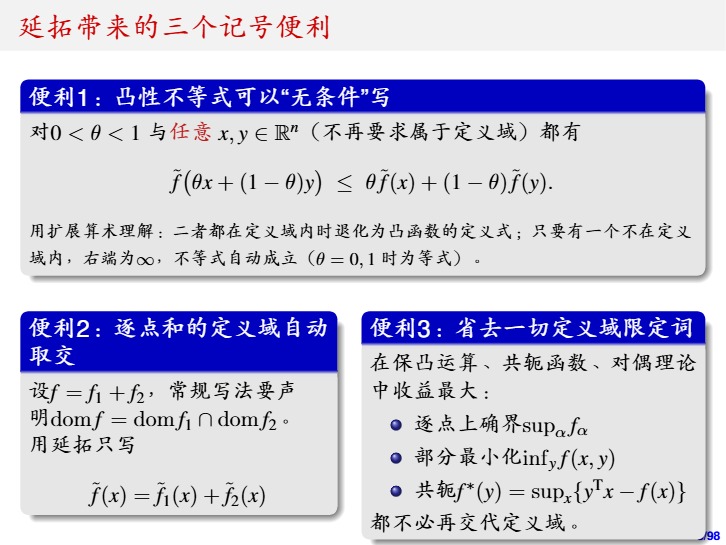 延拓带来的三个记号便利
便利1：凸性不等式可以“无条件”写
对0 < θ < 1 与任意 x, y ∈ ℝⁿ（不再要求属于定义域）都有
f̃(θx + (1 − θ)y) ≤ θf̃(x) + (1 − θ)f̃(y).
用扩展算术理解：二者都在定义域内时退化为凸函数的定义式；只要有一个不在定义
域内，右端为∞，不等式自动成立（θ = 0, 1 时为等式）。
便利2：逐点和的定义域自动
取交
设f = f₁ + f₂，常规写法要声
明dom f = dom f₁ ∩ dom f₂。
用延拓只写
f̃(x) = f̃₁(x) + f̃₂(x)
便利3：省去一切定义域限定词
在保凸运算、共轭函数、对偶理论
中收益最大：
逐点上确界sup_α f_α
部分最小化inf_y f(x, y)
共轭f*(y) = sup_x{yᵀx − f(x)}
都不必再交代定义域。
/98